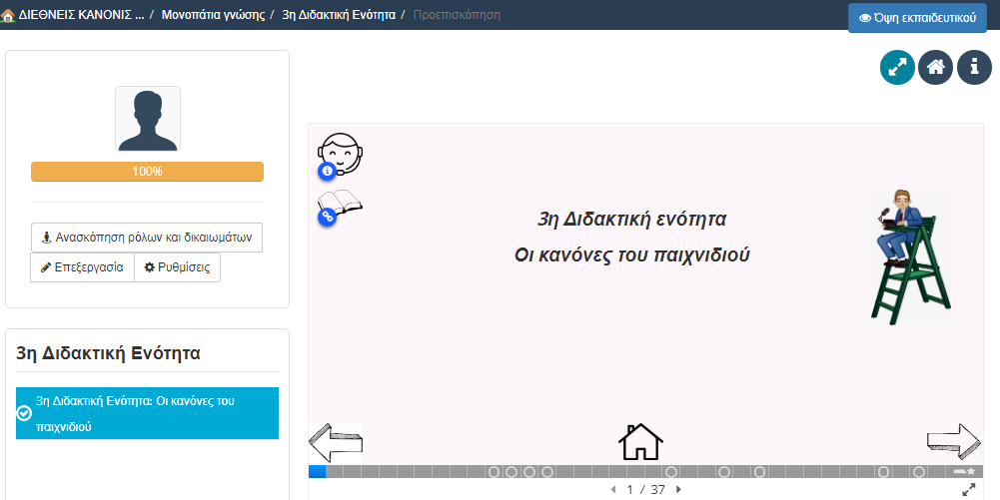 ΔΙΕΘΝΕΙΣ ΚΑΝΟΝΙΣ ... / Μονοπάτια γνώσης / 3η Διδακτική Ενότητα / Προεπισκόπηση
Όψη εκπαιδευτικού
100%
Ανασκόπηση ρόλων και δικαιωμάτων
Επεξεργασία
Ρυθμίσεις
3η Διδακτική Ενότητα
3η Διδακτική Ενότητα: Οι κανόνες του
παιχνιδιού
3η Διδακτική ενότητα
Οι κανόνες του παιχνιδιού
1 / 37